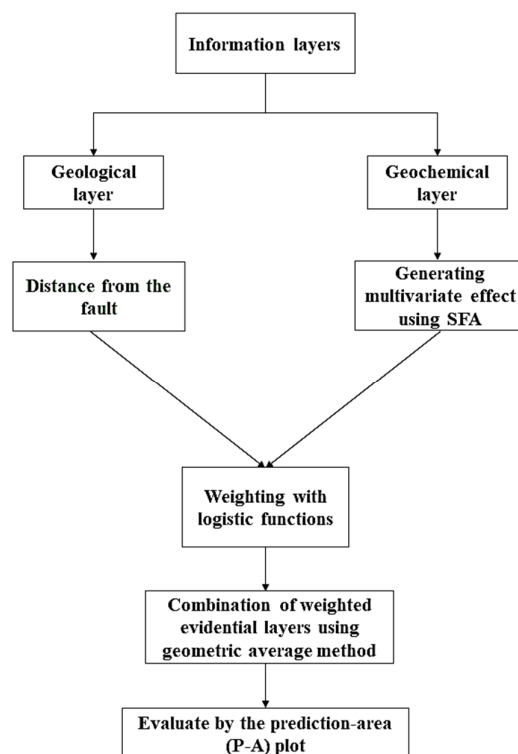 Information layers
Geological
layer
Geochemical
layer
Distance from the
fault
Generating
multivariate effect
using SFA
Weighting with
logistic functions
Combination of weighted
evidential layers using
geometric average method
Evaluate by the prediction-area
(P-A) plot